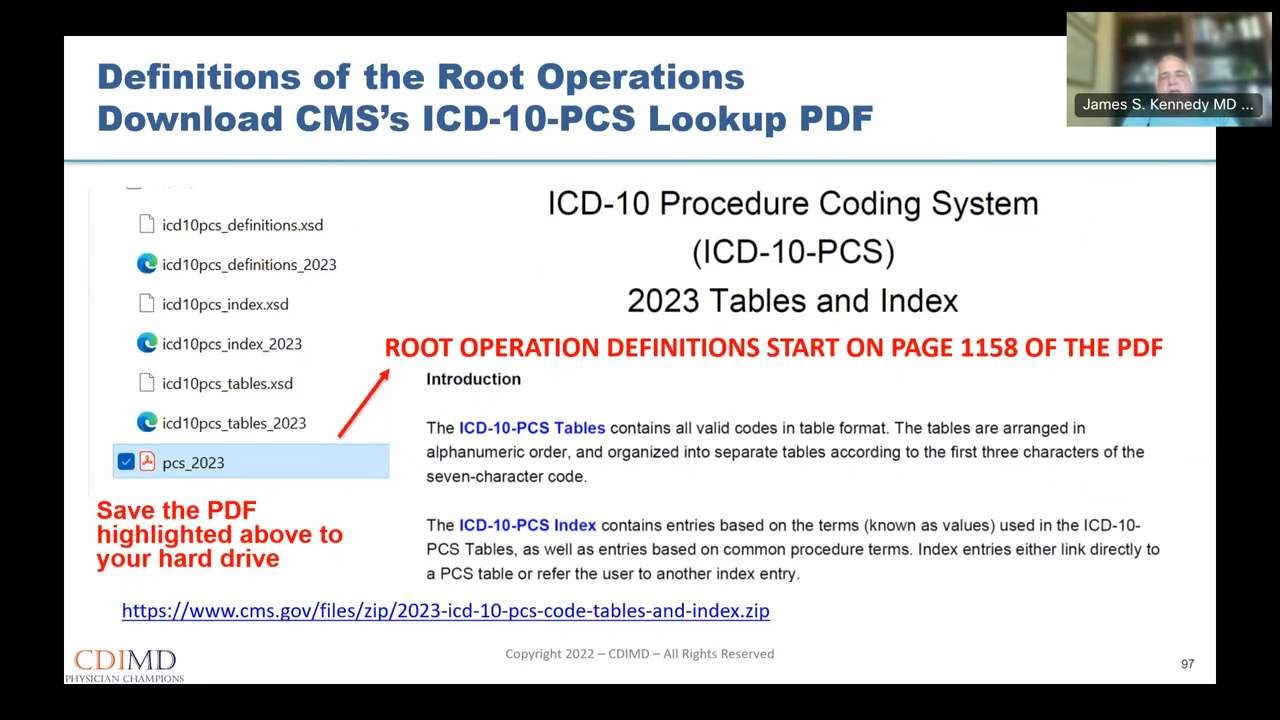 Definitions of the Root Operations
Download CMS's ICD-10-PCS Lookup PDF
James S. Kennedy MD ...
icd10pcs_definitions.xsd
icd10pcs_definitions_2023
icd10pcs_index.xsd
icd10pcs_index_2023
icd10pcs_tables.xsd
icd10pcs_tables_2023
pcs_2023
Save the PDF
highlighted above to
your hard drive
ICD-10 Procedure Coding System
(ICD-10-PCS)
2023 Tables and Index
ROOT OPERATION DEFINITIONS START ON PAGE 1158 OF THE PDF
Introduction
The ICD-10-PCS Tables contains all valid codes in table format. The tables are arranged in
alphanumeric order, and organized into separate tables according to the first three characters of the
seven-character code.
The ICD-10-PCS Index contains entries based on the terms (known as values) used in the ICD-10-
PCS Tables, as well as entries based on common procedure terms. Index entries either link directly to
a PCS table or refer the user to another index entry.
https://www.cms.gov/files/zip/2023-icd-10-pcs-code-tables-and-index.zip
CDIMD
PHYSICIAN CHAMPIONS
Copyright 2022 – CDIMD – All Rights Reserved
97